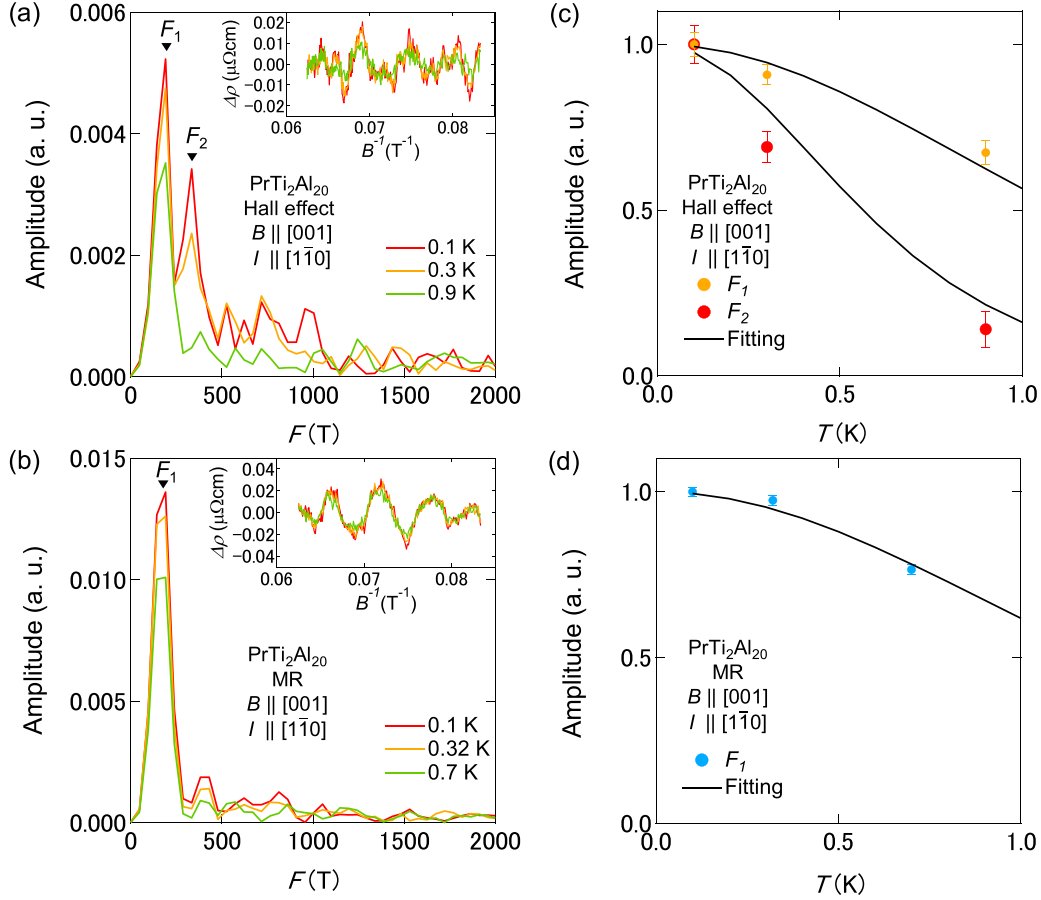 (a)
0.006
0.004
0.002
0.000
Amplitude (a. u.)
F1
F2
0.02
0.01
0.00
−0.01
−0.02
Δρ (μΩcm)
0.06
0.07
0.08
B-1(T-1)
PrTi2Al20
Hall effect
B || [001]
I || [11̅0]
0.1 K
0.3 K
0.9 K
0
500
1000
1500
2000
F(T)
(b)
0.015
0.010
0.005
0.000
Amplitude (a. u.)
F1
0.04
0.02
0.00
−0.02
−0.04
Δρ (μΩcm)
0.06
0.07
0.08
B-1(T-1)
PrTi2Al20
MR
B || [001]
I || [11̅0]
0.1 K
0.32 K
0.7 K
0
500
1000
1500
2000
F(T)
(c)
1.0
0.5
0.0
Amplitude (a. u.)
PrTi2Al20
Hall effect
B || [001]
I || [11̅0]
F1
F2
Fitting
0.0
0.5
1.0
T(K)
(d)
1.0
0.5
0.0
Amplitude (a. u.)
PrTi2Al20
MR
B || [001]
I || [11̅0]
F1
Fitting
0.0
0.5
1.0
T(K)